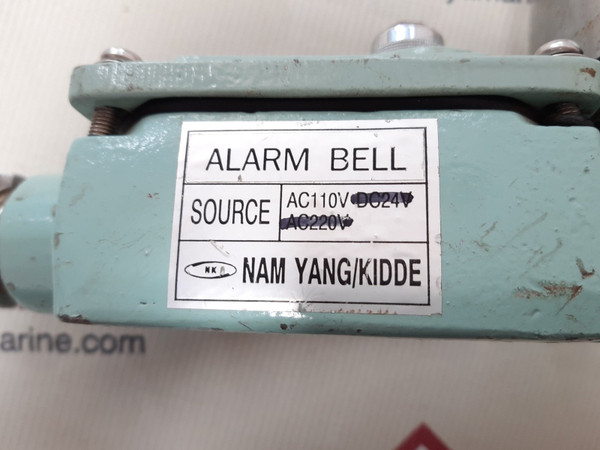 ALARM BELL
SOURCE
AC110V DC24V
AC220V
NK NAM YANG/KIDDE
arine.com